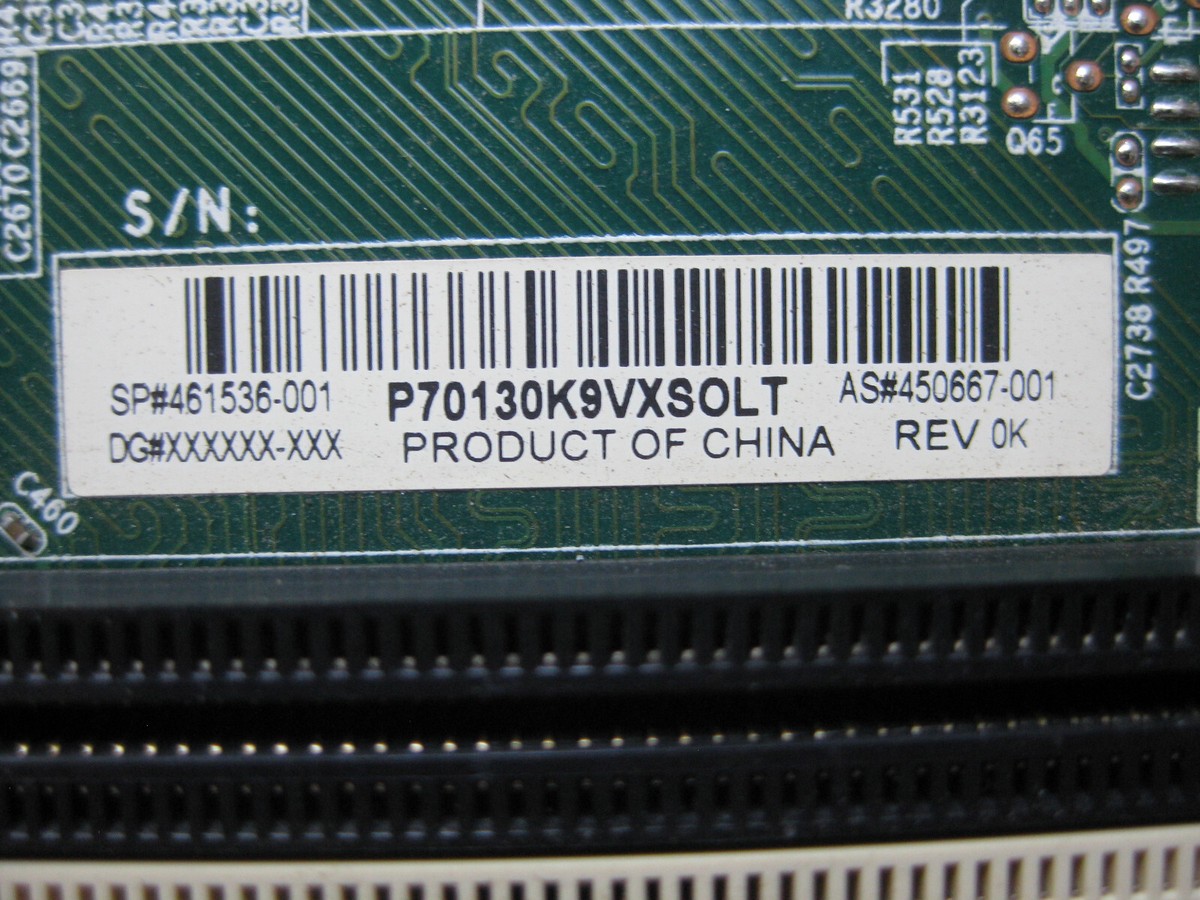 R3280
R531
R528
R3123
Q65
C2669
C2670
S/N:
R497
C2738
SP#461536-001
P70130K9VXSOLT
AS#450667-001
DG#XXXXXX-XXX
PRODUCT OF CHINA
REV 0K
C460